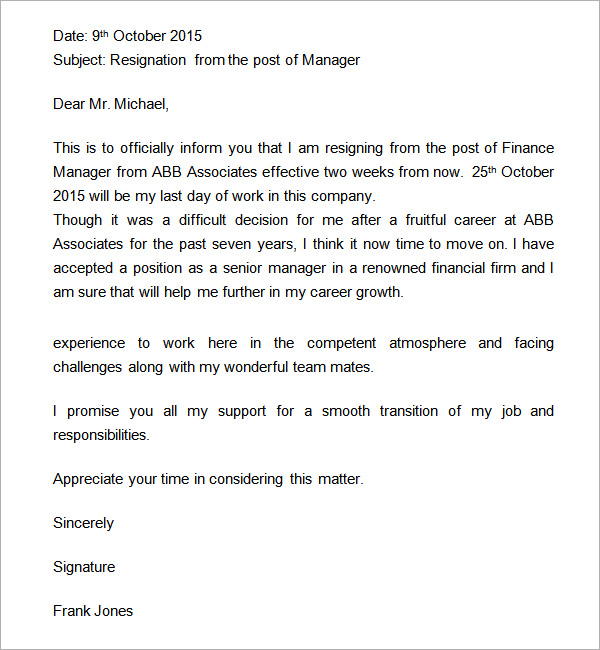 Date: 9th October 2015
Subject: Resignation from the post of Manager
Dear Mr. Michael,
This is to officially inform you that I am resigning from the post of Finance
Manager from ABB Associates effective two weeks from now. 25th October
2015 will be my last day of work in this company.
Though it was a difficult decision for me after a fruitful career at ABB
Associates for the past seven years, I think it now time to move on. I have
accepted a position as a senior manager in a renowned financial firm and I
am sure that will help me further in my career growth.
experience to work here in the competent atmosphere and facing
challenges along with my wonderful team mates.
I promise you all my support for a smooth transition of my job and
responsibilities.
Appreciate your time in considering this matter.
Sincerely
Signature
Frank Jones